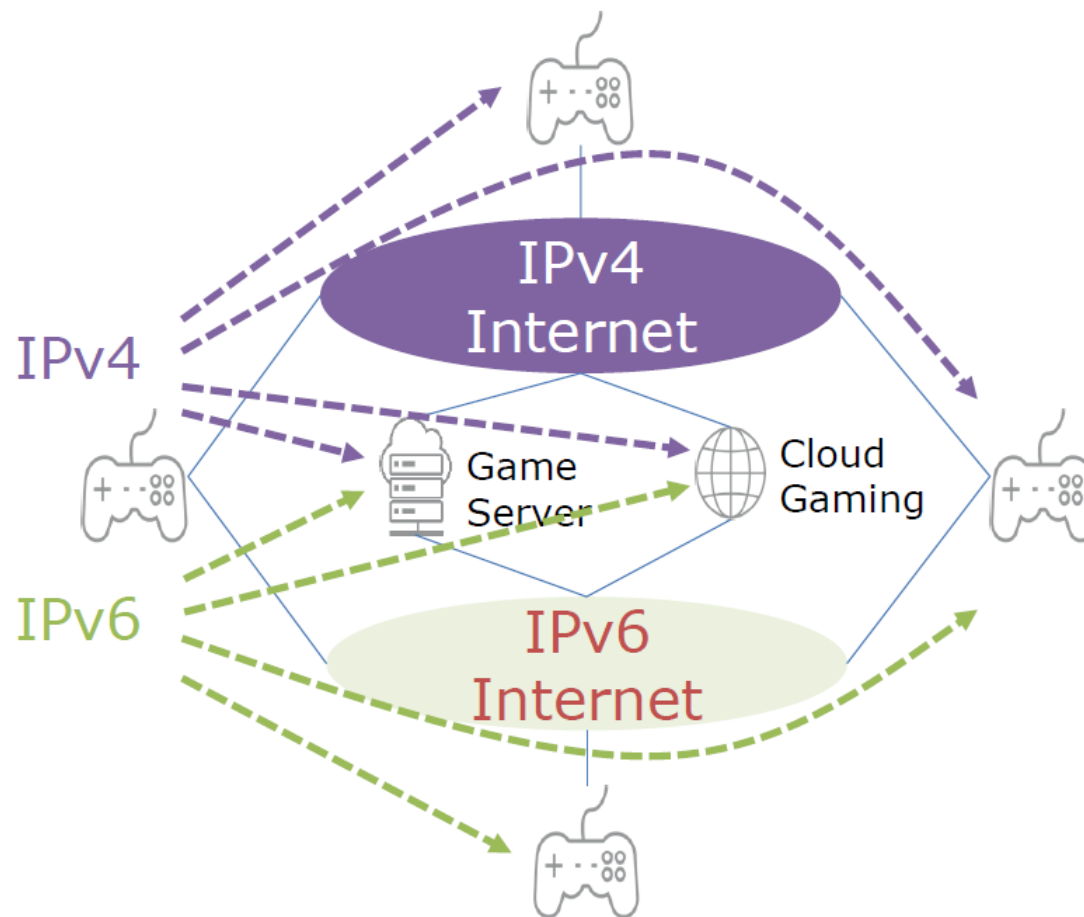 IPv4
Internet
IPv4
Game
Server
Cloud
Gaming
IPv6
IPv6
Internet